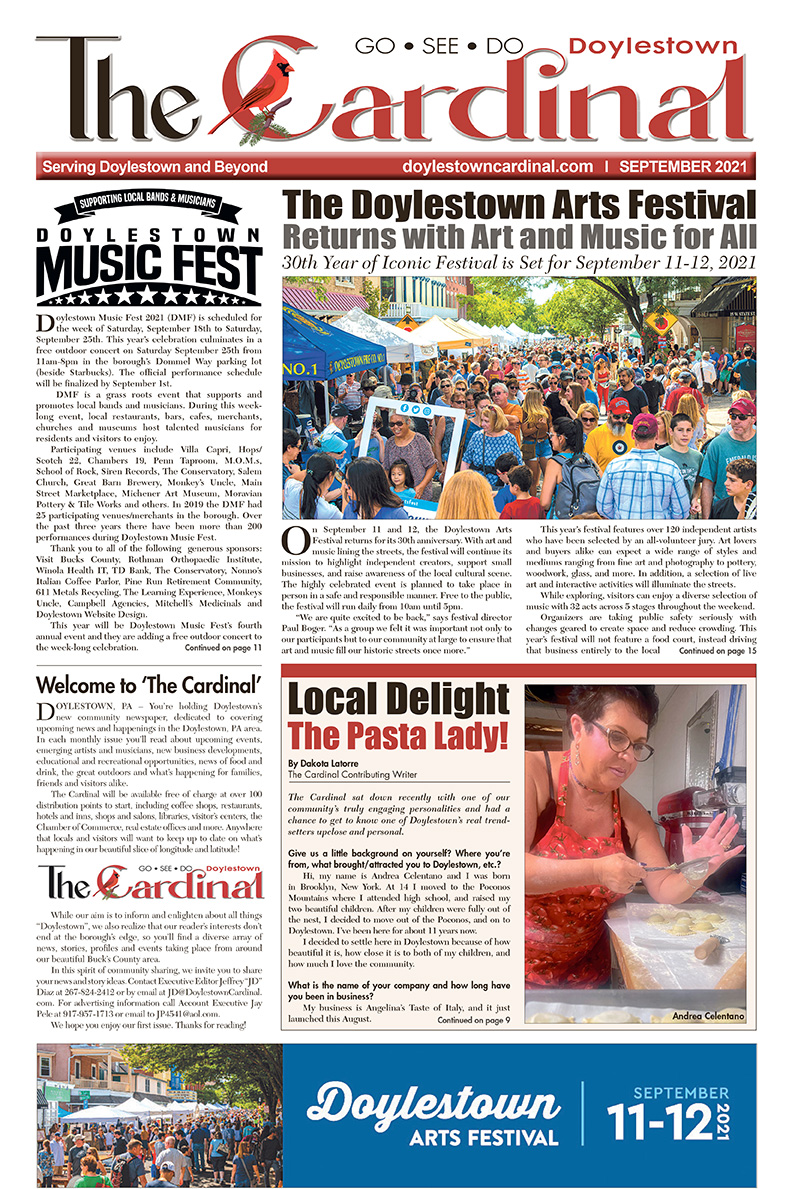 GO • SEE • DO Doylestown
The Cardinal
Serving Doylestown and Beyond doylestowncardinal.com | SEPTEMBER 2021
SUPPORTING LOCAL BANDS & MUSICIANS
DOYLESTOWN
MUSIC FEST
Doylestown Music Fest 2021 (DMF) is scheduled for
the week of Saturday, September 18th to Saturday,
September 25th. This year's celebration culminates in a
free outdoor concert on Saturday September 25th from
11am-8pm in the borough's Dommel Way parking lot
(beside Starbucks). The official performance schedule
will be finalized by September 1st.
DMF is a grass roots event that supports and
promotes local bands and musicians. During this week-
long event, local restaurants, bars, cafes, merchants,
churches and museums host talented musicians for
residents and visitors to enjoy.
Participating venues include Villa Capri, Hops/
Scotch 22, Chambers 19, Penn Taproom, M.O.M.s,
School of Rock, Siren Records, The Conservatory, Salem
Church, Great Barn Brewery, Monkey's Uncle, Main
Street Marketplace, Michener Art Museum, Moravian
Pottery & Tile Works and others. In 2019 the DMF had
25 participating venues/merchants in the borough. Over
the past three years there have been more than 200
performances during Doylestown Music Fest.
Thank you to all of the following generous sponsors:
Visit Bucks County, Rothman Orthopaedic Institute,
Winola Health IT, TD Bank, The Conservatory, Nonno's
Italian Coffee Parlor, Pine Run Retirement Community,
611 Metals Recycling, The Learning Experience, Monkeys
Uncle, Campbell Agencies, Mitchell's Medicinals and
Doylestown Website Design.
This year will be Doylestown Music Fest's fourth
annual event and they are adding a free outdoor concert to
the week-long celebration. Continued on page 11
Welcome to 'The Cardinal'
DOYLESTOWN, PA – You're holding Doylestown's
new community newspaper, dedicated to covering
upcoming news and happenings in the Doylestown, PA area.
In each monthly issue you'll read about upcoming events,
emerging artists and musicians, new business developments,
educational and recreational opportunities, news of food and
drink, the great outdoors and what's happening for families,
friends and visitors alike.
The Cardinal will be available free of charge at over 100
distribution points to start, including coffee shops, restaurants,
hotels and inns, shops and salons, libraries, visitor's centers, the
Chamber of Commerce, real estate offices and more. Anywhere
that locals and visitors will want to keep up to date on what's
happening in our beautiful slice of longitude and latitude!
GO • SEE • DO Doylestown
The Cardinal
While our aim is to inform and enlighten about all things
"Doylestown", we also realize that our reader's interests don't
end at the borough's edge, so you'll find a diverse array of
news, stories, profiles and events taking place from around
our beautiful Buck's County area.
In this spirit of community sharing, we invite you to share
your news and story ideas. Contact Executive Editor Jeffrey "JD"
Diaz at 267-824-2412 or by email at JD@DoylestownCardinal.
com. For advertising information call Account Executive Jay
Pele at 917-957-1713 or email to JP4541@aol.com.
We hope you enjoy our first issue. Thanks for reading!
The Doylestown Arts Festival
Returns with Art and Music for All
30th Year of Iconic Festival is Set for September 11-12, 2021
NO.1
DOYLESTOWN FIRE CO. NO. 1
On September 11 and 12, the Doylestown Arts
Festival returns for its 30th anniversary. With art and
music lining the streets, the festival will continue its
mission to highlight independent creators, support small
businesses, and raise awareness of the local cultural scene.
The highly celebrated event is planned to take place in
person in a safe and responsible manner. Free to the public,
the festival will run daily from 10am until 5pm.
"We are quite excited to be back," says festival director
Paul Boger. "As a group we felt it was important not only to
our participants but to our community at large to ensure that
art and music fill our historic streets once more."
This year's festival features over 120 independent artists
who have been selected by an all-volunteer jury. Art lovers
and buyers alike can expect a wide range of styles and
mediums ranging from fine art and photography to pottery,
woodwork, glass, and more. In addition, a selection of live
art and interactive activities will illuminate the streets.
While exploring, visitors can enjoy a diverse selection of
music with 32 acts across 5 stages throughout the weekend.
Organizers are taking public safety seriously with
changes geared to create space and reduce crowding. This
year's festival will not feature a food court, instead driving
that business entirely to the local Continued on page 15
Local Delight
The Pasta Lady!
By Dakota Latorre
The Cardinal Contributing Writer
The Cardinal sat down recently with one of our
community's truly engaging personalities and had a
chance to get to know one of Doylestown's real trend-
setters upclose and personal.
Give us a little background on yourself? Where you're
from, what brought/attracted you to Doylestown, etc.?
Hi, my name is Andrea Celentano and I was born
in Brooklyn, New York. At 14 I moved to the Poconos
Mountains where I attended high school, and raised my
two beautiful children. After my children were fully out of
the nest, I decided to move out of the Poconos, and on to
Doylestown. I've been here for about 11 years now.
I decided to settle here in Doylestown because of how
beautiful it is, how close it is to both of my children, and
how much I love the community.
What is the name of your company and how long have
you been in business?
My business is Angelina's Taste of Italy, and it just
launched this August. Continued on page 9
Andrea Celentano
Doylestown
ARTS FESTIVAL
SEPTEMBER
11-12 2021